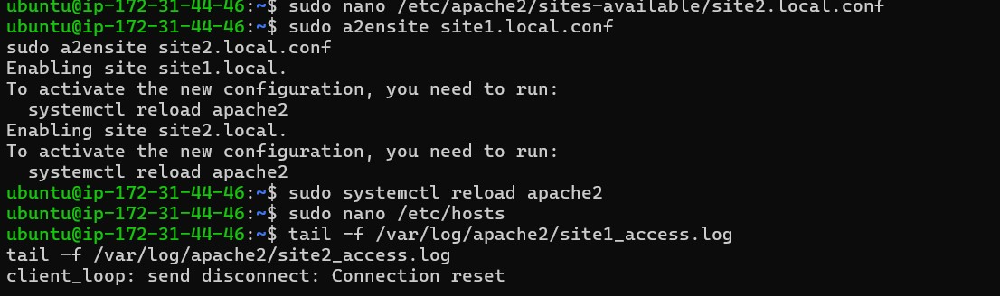 ubuntu@ip-172-31-44-46:~$ sudo nano /etc/apache2/sites-available/site2.local.conf
ubuntu@ip-172-31-44-46:~$ sudo a2ensite site1.local.conf
sudo a2ensite site2.local.conf
Enabling site site1.local.
To activate the new configuration, you need to run:
  systemctl reload apache2
Enabling site site2.local.
To activate the new configuration, you need to run:
  systemctl reload apache2
ubuntu@ip-172-31-44-46:~$ sudo systemctl reload apache2
ubuntu@ip-172-31-44-46:~$ sudo nano /etc/hosts
ubuntu@ip-172-31-44-46:~$ tail -f /var/log/apache2/site1_access.log
tail -f /var/log/apache2/site2_access.log
client_loop: send disconnect: Connection reset